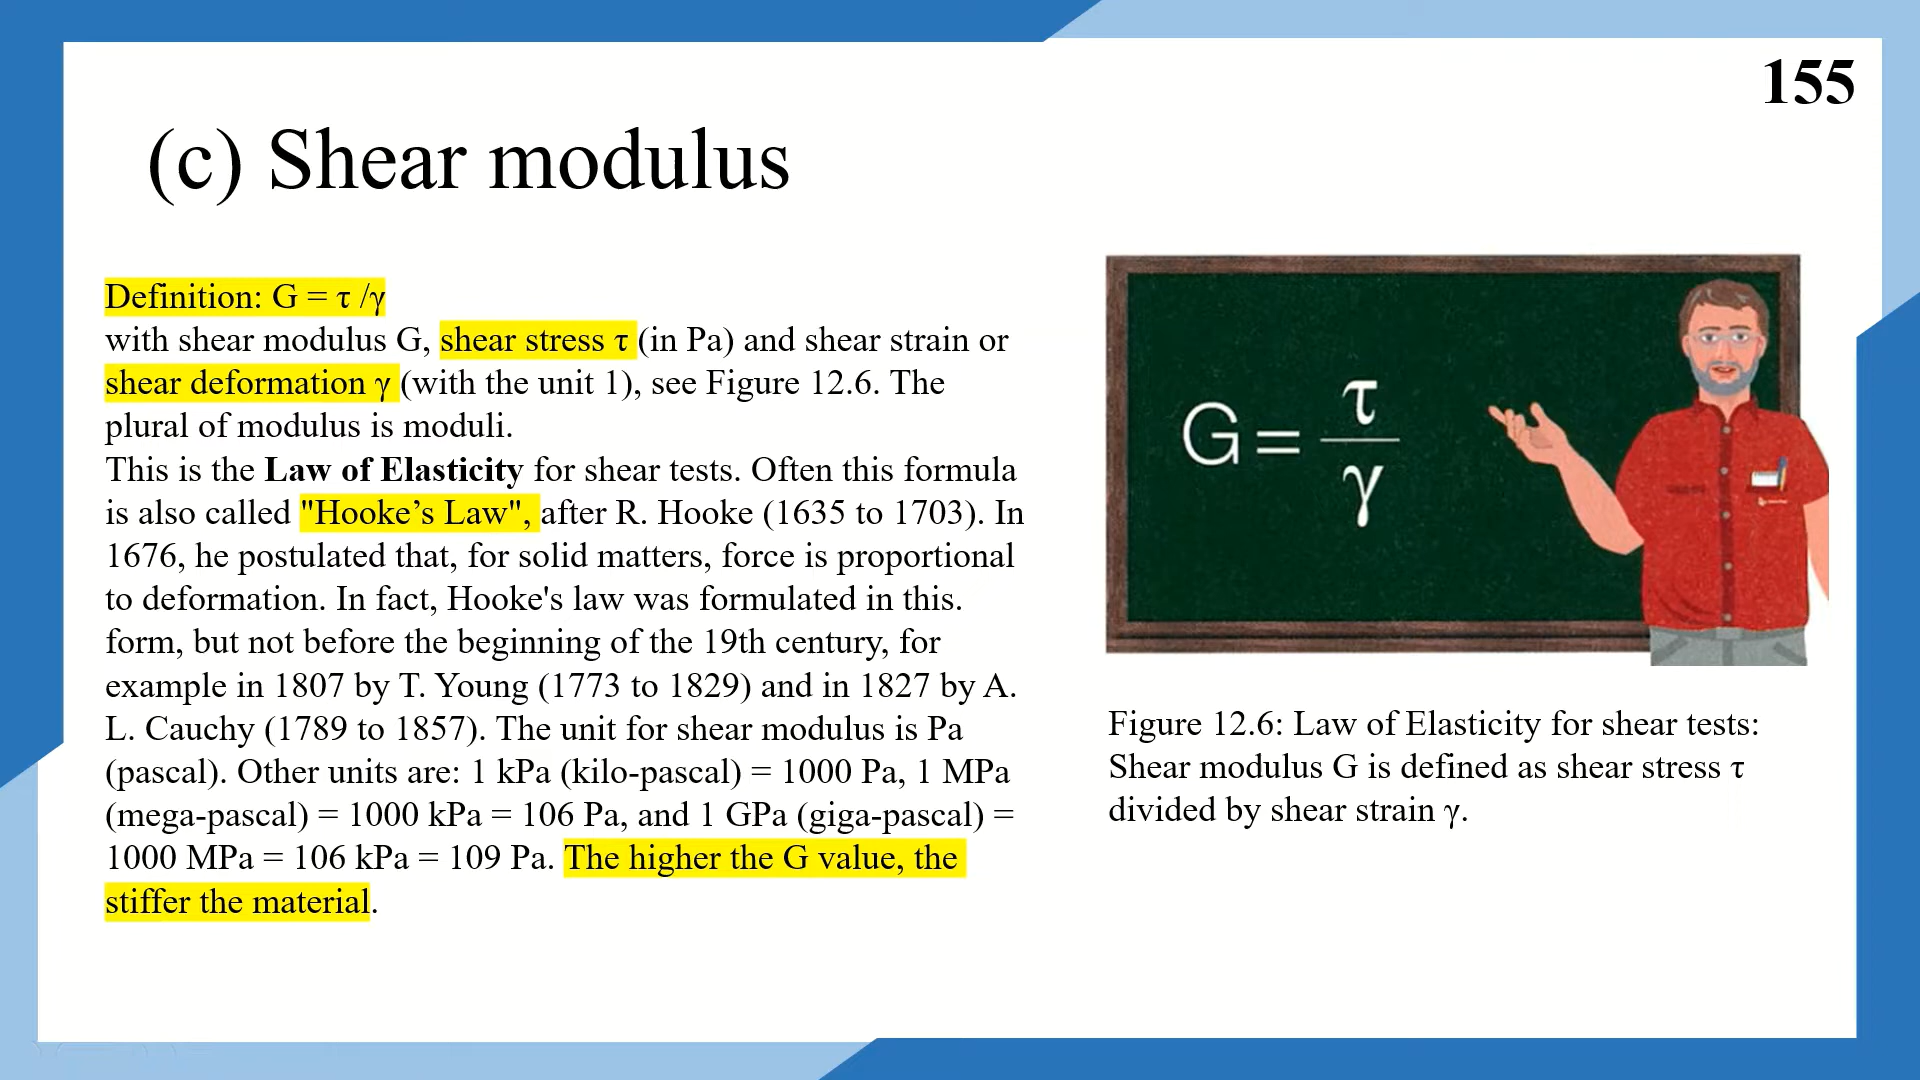 155
(c) Shear modulus
Definition: G = τ /γ
with shear modulus G, shear stress τ (in Pa) and shear strain or
shear deformation γ (with the unit 1), see Figure 12.6. The
plural of modulus is moduli.
This is the Law of Elasticity for shear tests. Often this formula
is also called "Hooke’s Law", after R. Hooke (1635 to 1703). In
1676, he postulated that, for solid matters, force is proportional
to deformation. In fact, Hooke's law was formulated in this.
form, but not before the beginning of the 19th century, for
example in 1807 by T. Young (1773 to 1829) and in 1827 by A.
L. Cauchy (1789 to 1857). The unit for shear modulus is Pa
(pascal). Other units are: 1 kPa (kilo-pascal) = 1000 Pa, 1 MPa
(mega-pascal) = 1000 kPa = 106 Pa, and 1 GPa (giga-pascal) =
1000 MPa = 106 kPa = 109 Pa. The higher the G value, the
stiffer the material.
G = τ
γ
Figure 12.6: Law of Elasticity for shear tests:
Shear modulus G is defined as shear stress τ
divided by shear strain γ.